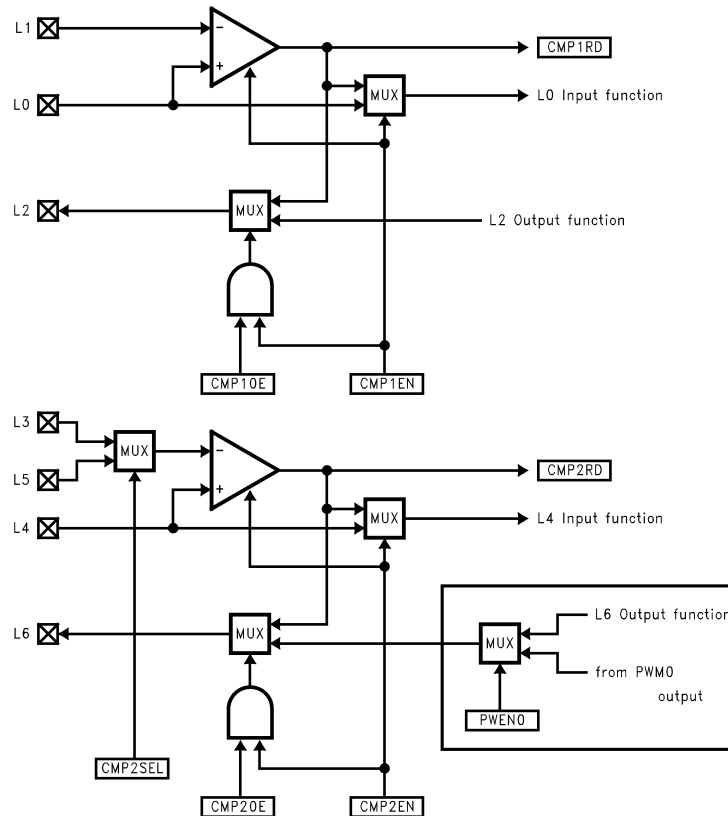 L1
−
CMP1RD
+
MUX
L0
L0 Input function
L2
MUX
L2 Output function
CMP1OE
CMP1EN
L3
MUX
−
CMP2RD
L5
+
MUX
L4
L4 Input function
L6
MUX
MUX
L6 Output function
from PWM0
output
PWEN0
CMP2SEL
CMP2OE
CMP2EN